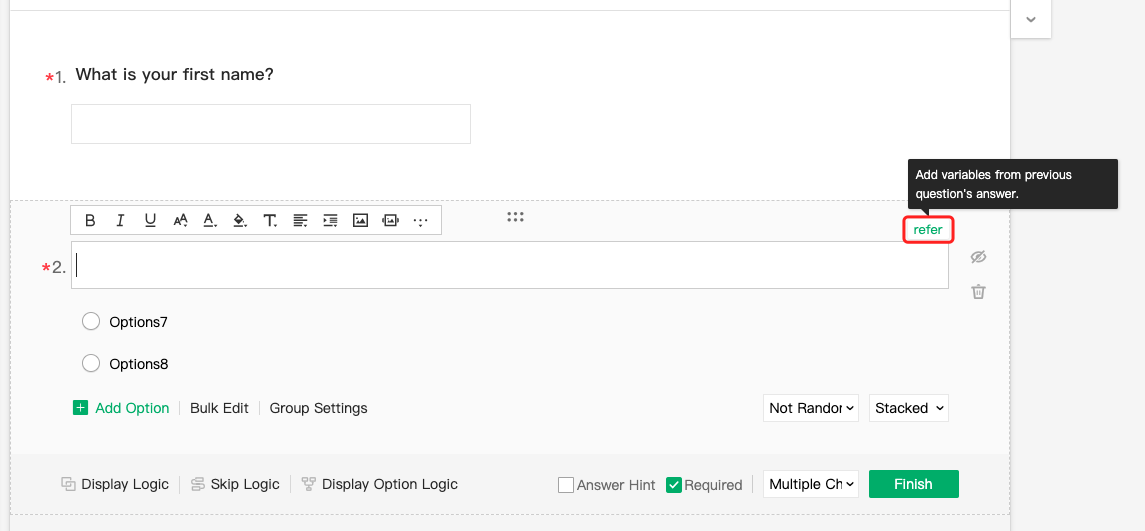 *1. What is your first name?
Add variables from previous
question's answer.
B I U AA A T
refer
*2.
Options7
Options8
Add Option Bulk Edit Group Settings Not Randor Stacked
Display Logic Skip Logic Display Option Logic Answer Hint Required Multiple Ch Finish